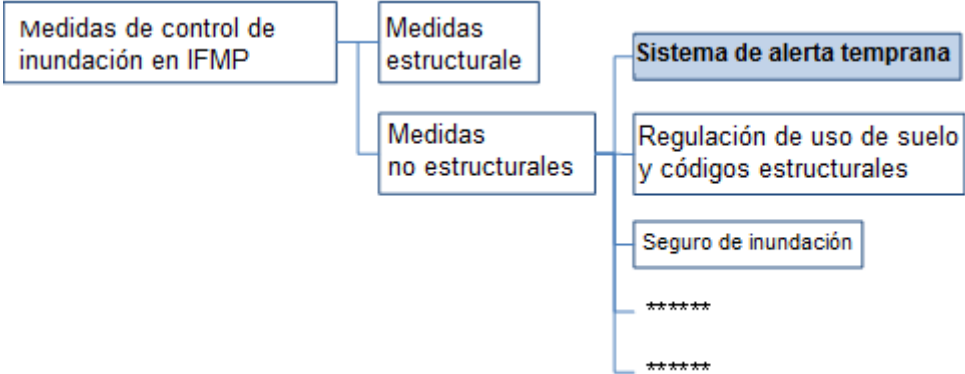 Medidas de control de
inundación en IFMP
Medidas
estructurale
Medidas
no estructurales
Sistema de alerta temprana
Regulación de uso de suelo
y códigos estructurales
Seguro de inundación
******
******